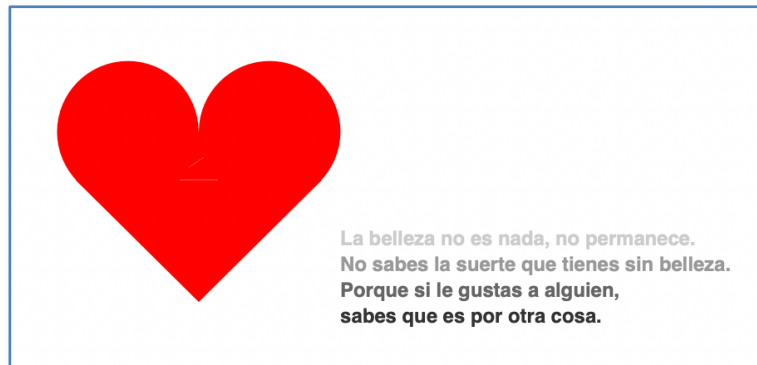 La belleza no es nada, no permanece.
No sabes la suerte que tienes sin belleza.
Porque si le gustas a alguien,
sabes que es por otra cosa.